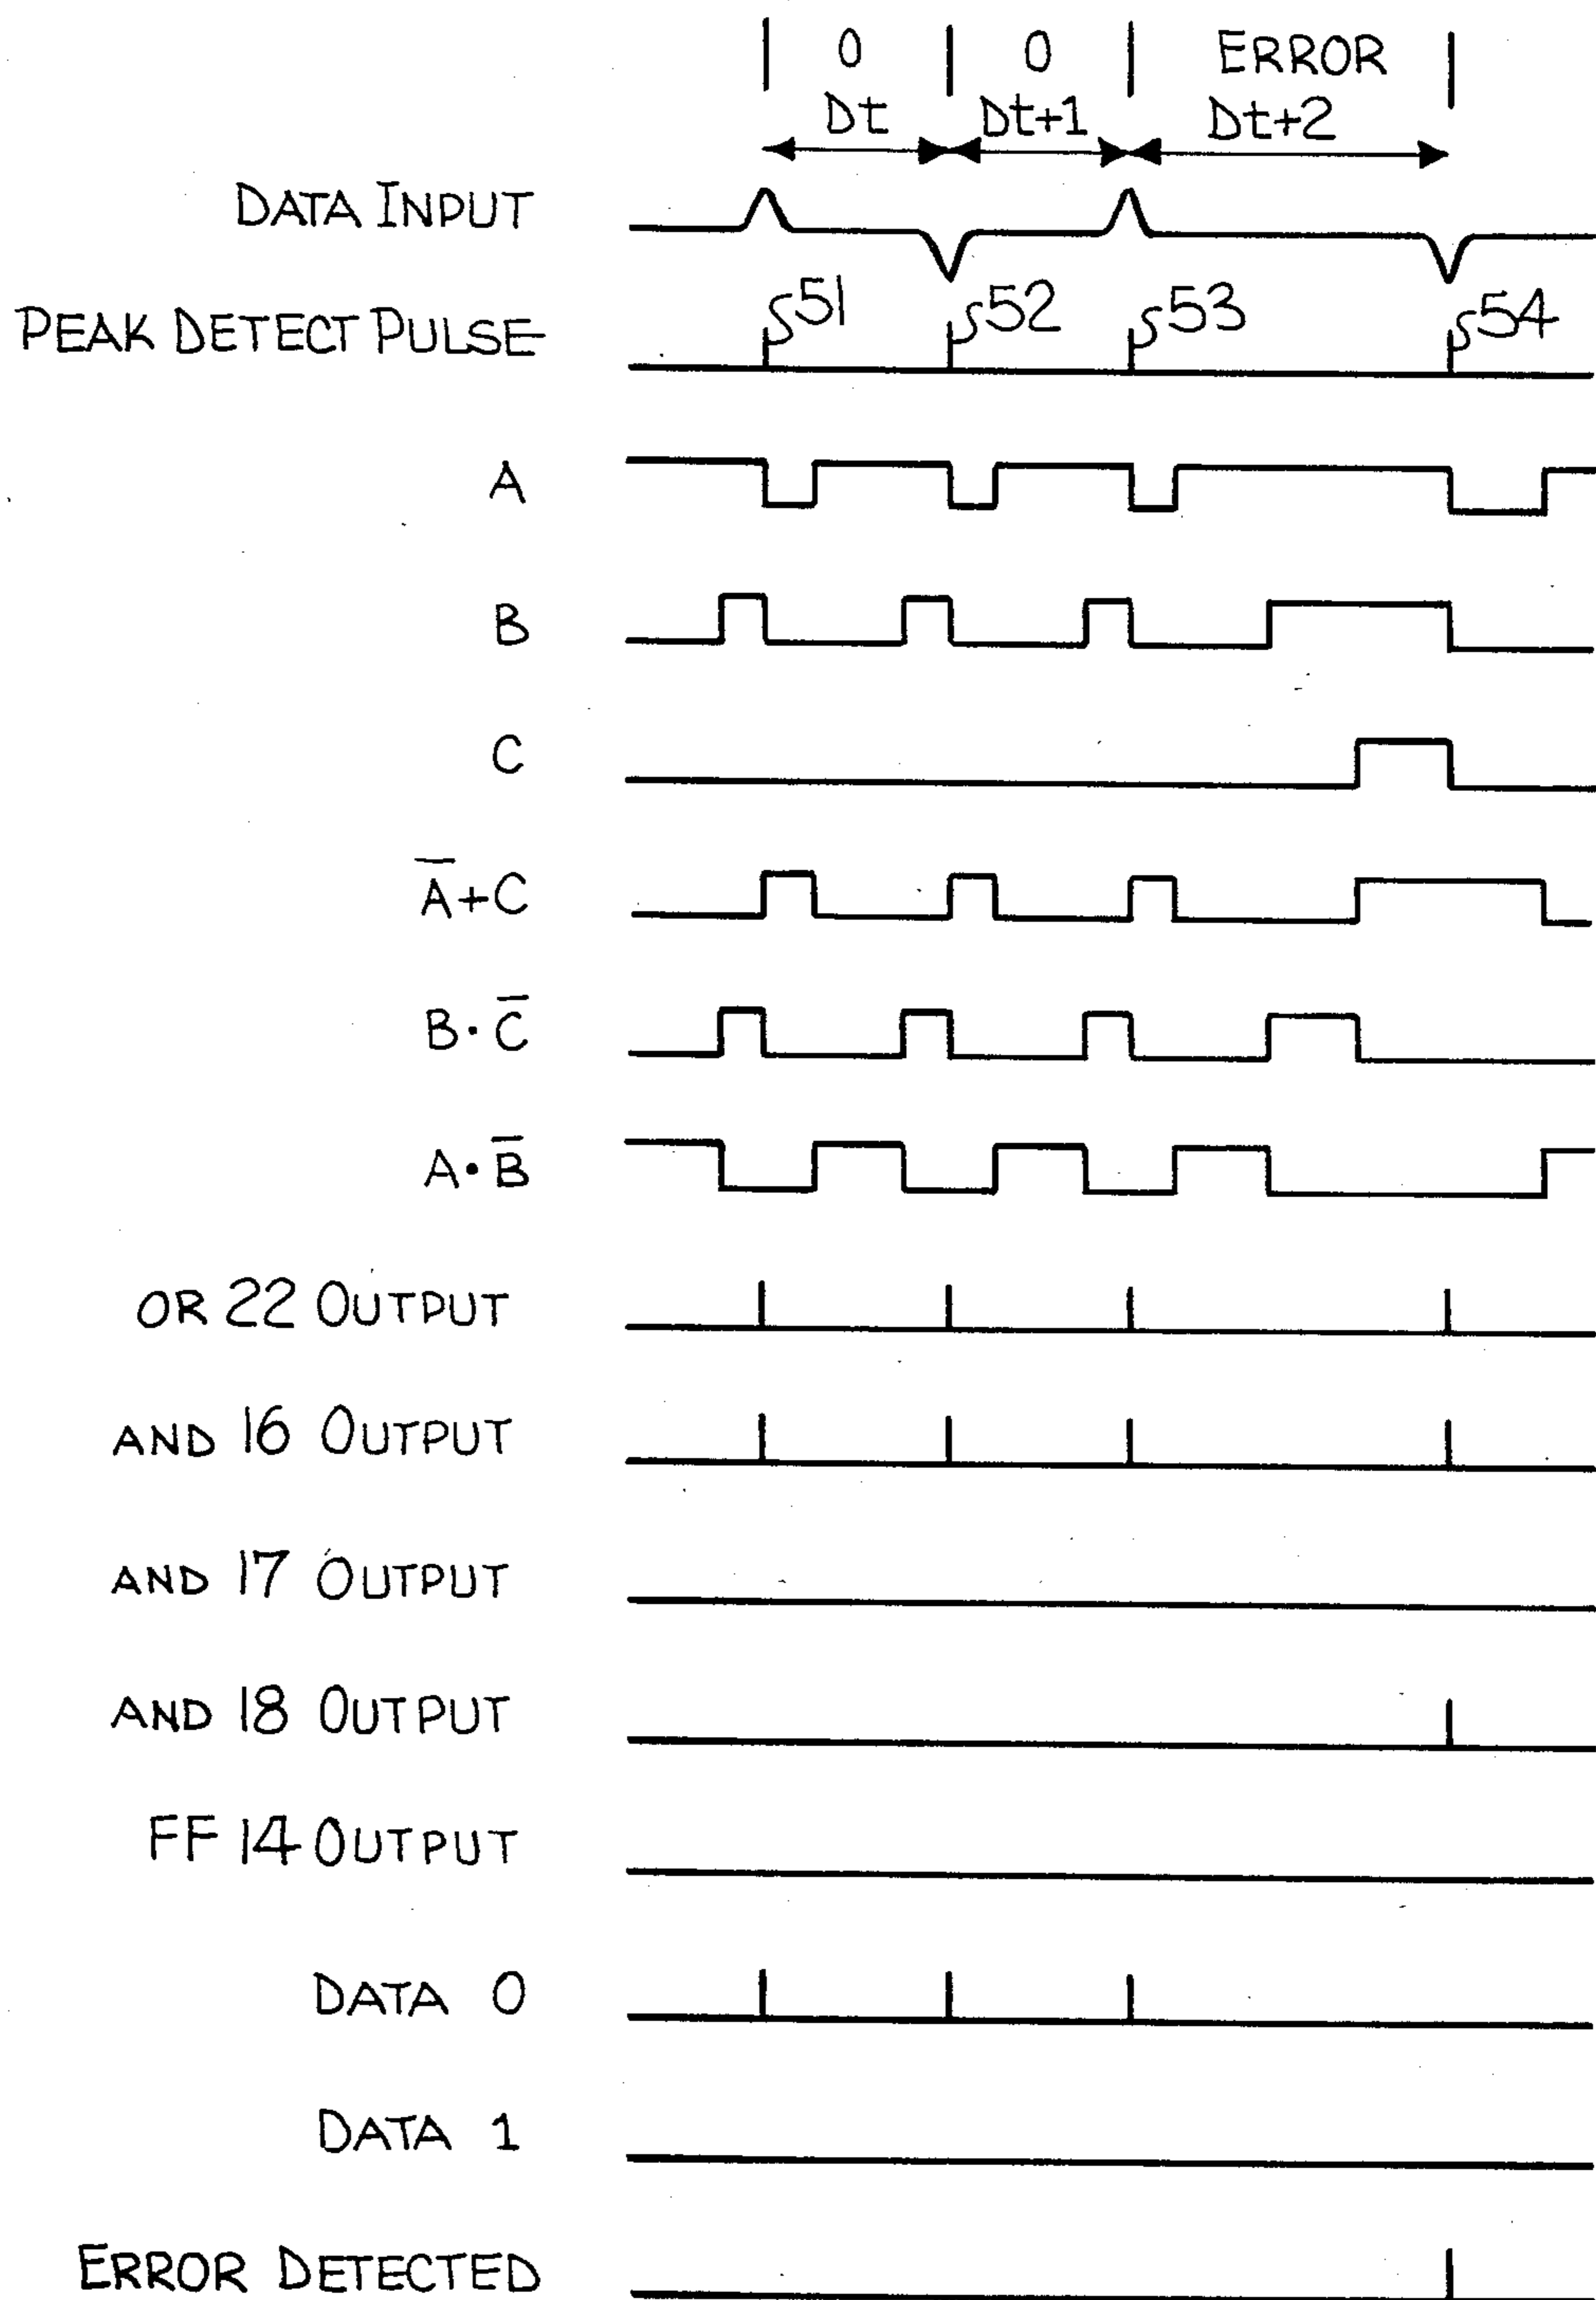 | 0 | 0 | ERROR |
Dt Dt+1 Dt+2
DATA INPUT
51 52 53 54
PEAK DETECT PULSE
A
B
C
A̅+C
B·C̅
A·B̅
OR 22 OUTPUT
AND 16 OUTPUT
AND 17 OUTPUT
AND 18 OUTPUT
FF 14 OUTPUT
DATA 0
DATA 1
ERROR DETECTED